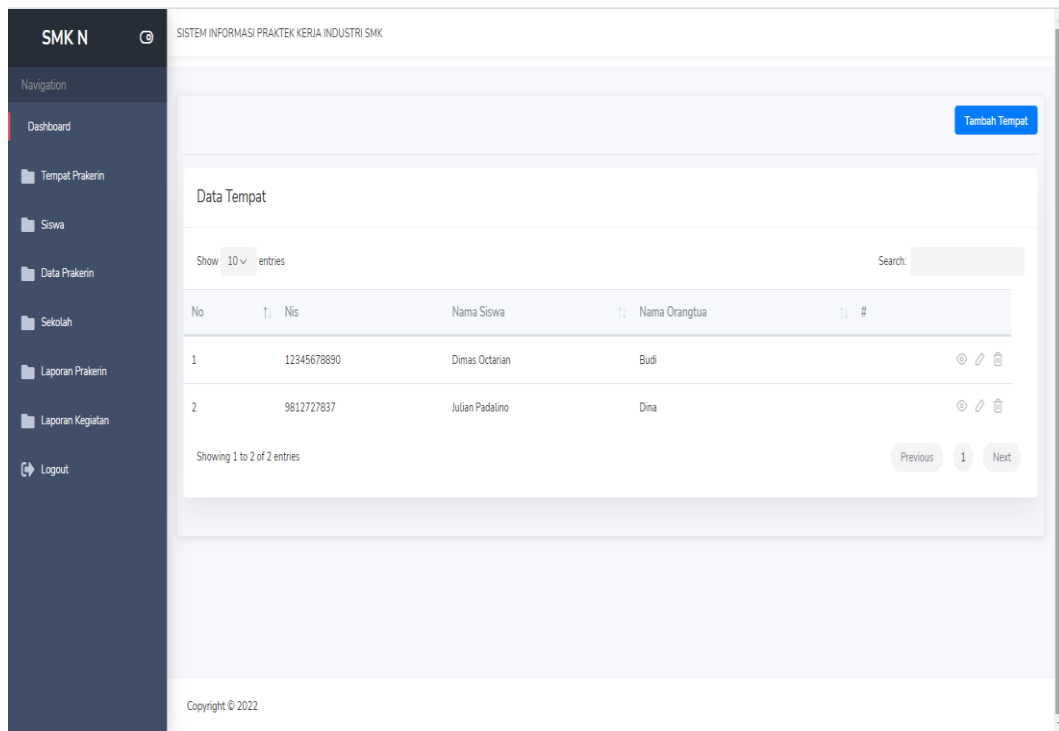 SMK N
SISTEM INFORMASI PRAKTEK KERJA INDUSTRI SMK
Navigation
Dashboard
Tempat Prakerin
Siswa
Data Prakerin
Sekolah
Laporan Prakerin
Laporan Kegiatan
Logout
Tambah Tempat
Data Tempat
Show 10 entries Search:
No Nis Nama Siswa Nama Orangtua #
1 12345678890 Dimas Octarian Budi
2 9812727837 Julian Padalino Dina
Showing 1 to 2 of 2 entries Previous 1 Next
Copyright © 2022